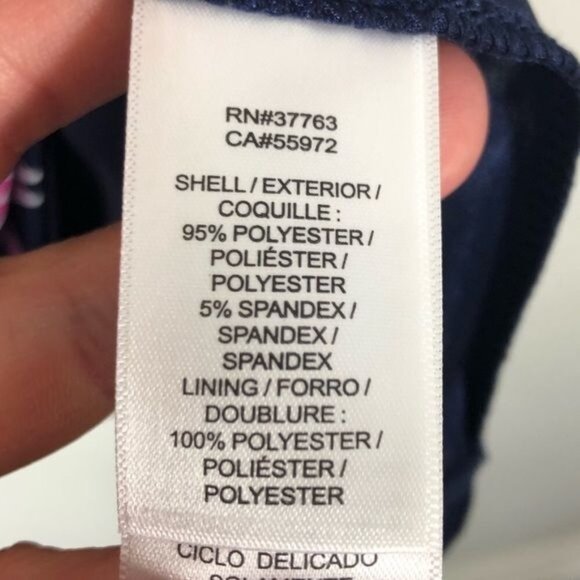 RN#37763
CA#55972
SHELL / EXTERIOR /
COQUILLE :
95% POLYESTER /
POLIÉSTER /
POLYESTER
5% SPANDEX /
SPANDEX /
SPANDEX
LINING / FORRO /
DOUBLURE :
100% POLYESTER /
POLIÉSTER /
POLYESTER
CICLO DELICADO